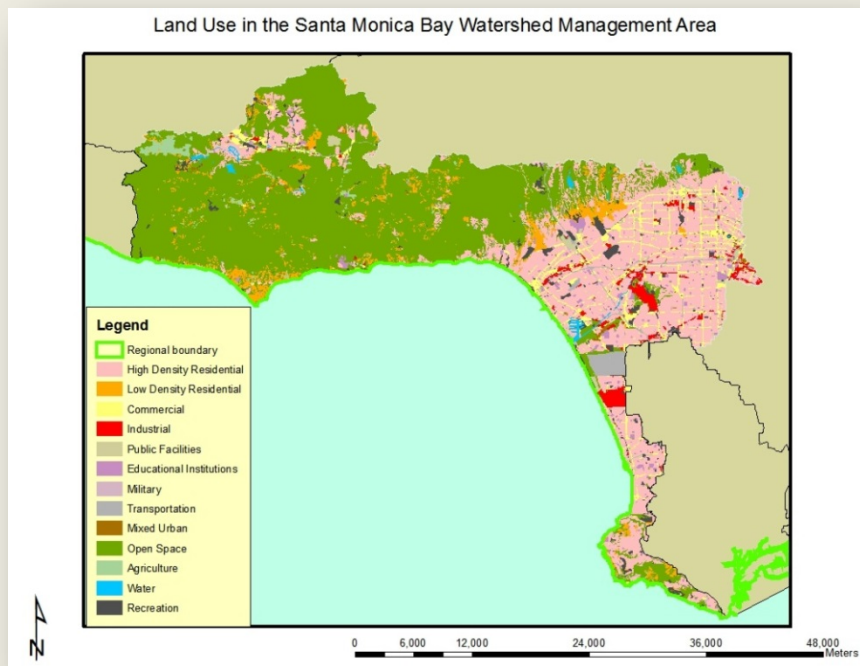 Land Use in the Santa Monica Bay Watershed Management Area
Legend
Regional boundary
High Density Residential
Low Density Residential
Commercial
Industrial
Public Facilities
Educational Institutions
Military
Transportation
Mixed Urban
Open Space
Agriculture
Water
Recreation
N
0 6,000 12,000 24,000 36,000 48,000
Meters